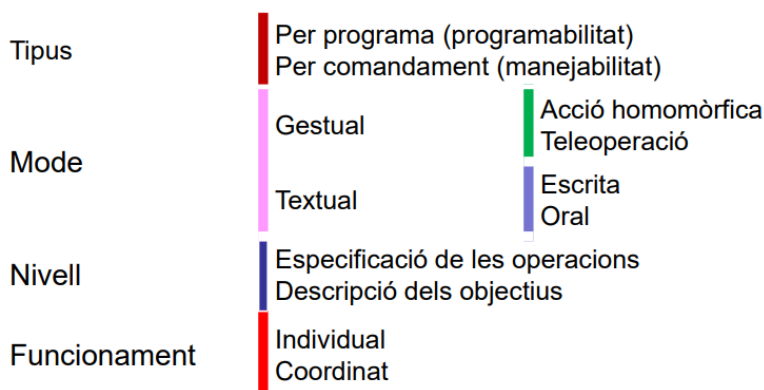 Tipus
Per programa (programabilitat)
Per comandament (manejabilitat)
Mode
Gestual
Acció homomòrfica
Teleoperació
Textual
Escrita
Oral
Nivell
Especificació de les operacions
Descripció dels objectius
Funcionament
Individual
Coordinat